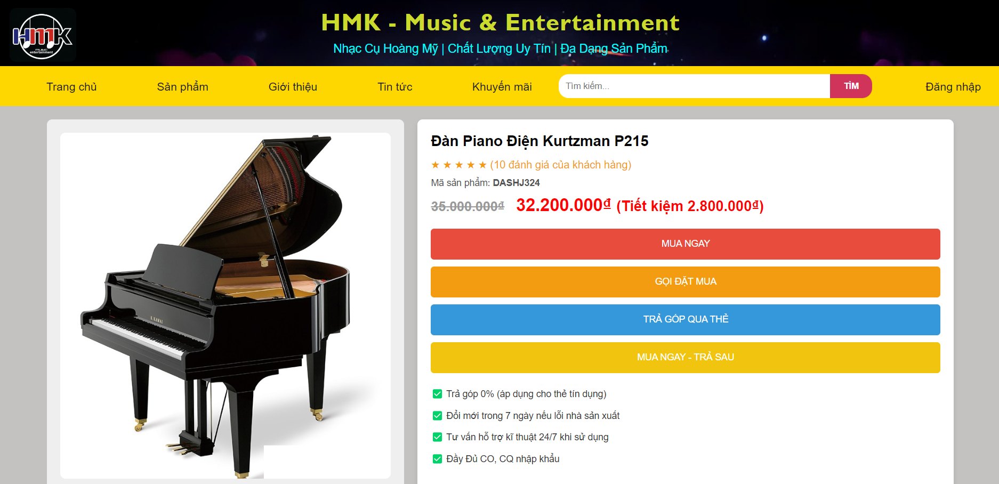 HMK
MUSIC
entertainment
HMK - Music & Entertainment
Nhạc Cụ Hoàng Mỹ | Chất Lượng Uy Tín | Đa Dạng Sản Phẩm
Trang chủ
Sản phẩm
Giới thiệu
Tin tức
Khuyến mãi
Tìm kiếm...
TÌM
Đăng nhập
K KAWAI
Đàn Piano Điện Kurtzman P215
★ ★ ★ ★ ★ (10 đánh giá của khách hàng)
Mã sản phẩm: DASHJ324
35.000.000₫ 32.200.000₫ (Tiết kiệm 2.800.000₫)
MUA NGAY
GỌI ĐẶT MUA
TRẢ GÓP QUA THẺ
MUA NGAY - TRẢ SAU
Trả góp 0% (áp dụng cho thẻ tín dụng)
Đổi mới trong 7 ngày nếu lỗi nhà sản xuất
Tư vấn hỗ trợ kĩ thuật 24/7 khi sử dụng
Đầy Đủ CO, CQ nhập khẩu